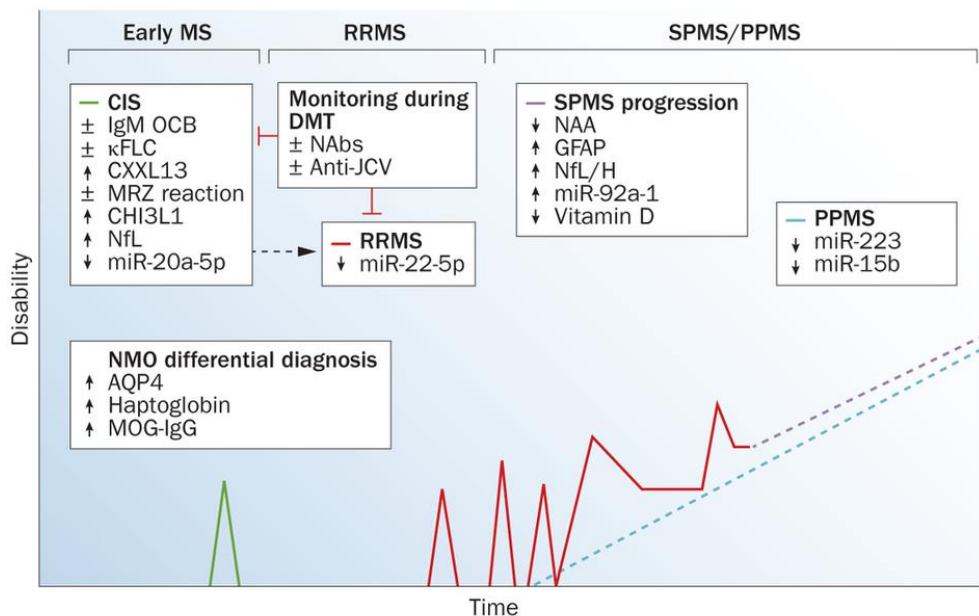 Early MS
RRMS
SPMS/PPMS
CIS
± IgM OCB
± κFLC
↑ CXXL13
± MRZ reaction
↑ CHI3L1
↑ NfL
↓ miR-20a-5p
Monitoring during
DMT
± NAbs
± Anti-JCV
RRMS
↓ miR-22-5p
SPMS progression
↓ NAA
↑ GFAP
↑ NfL/H
↑ miR-92a-1
↓ Vitamin D
PPMS
↓ miR-223
↓ miR-15b
NMO differential diagnosis
↑ AQP4
↑ Haptoglobin
↑ MOG-IgG
Disability
Time